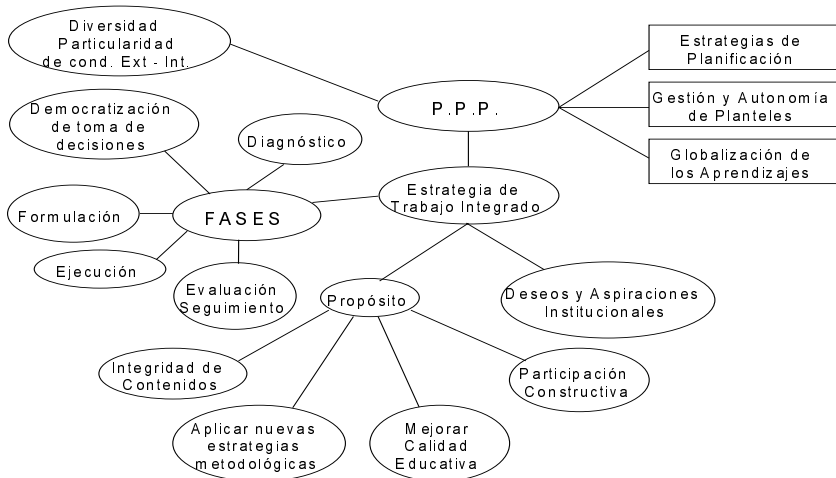 Diversidad
Particularidad
de cond. Ext - Int.
Estrategias de
Planificación
P.P.P.
Gestión y Autonomía
de Planteles
Democratización
de toma de
decisiones
Diagnóstico
Globalización de
los Aprendizajes
Estrategia de
Trabajo Integrado
Formulación
FASES
Ejecución
Evaluación
Seguimiento
Propósito
Deseos y Aspiraciones
Institucionales
Integridad de
Contenidos
Participación
Constructiva
Aplicar nuevas
estrategias
metodológicas
Mejorar
Calidad
Educativa